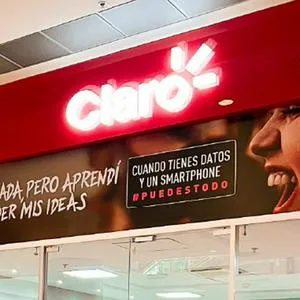 Claro
ADA, PERO APRENDÍ
DER MIS IDEAS
CUANDO TIENES DATOS
Y UN SMARTPHONE
#PUEDESTODO